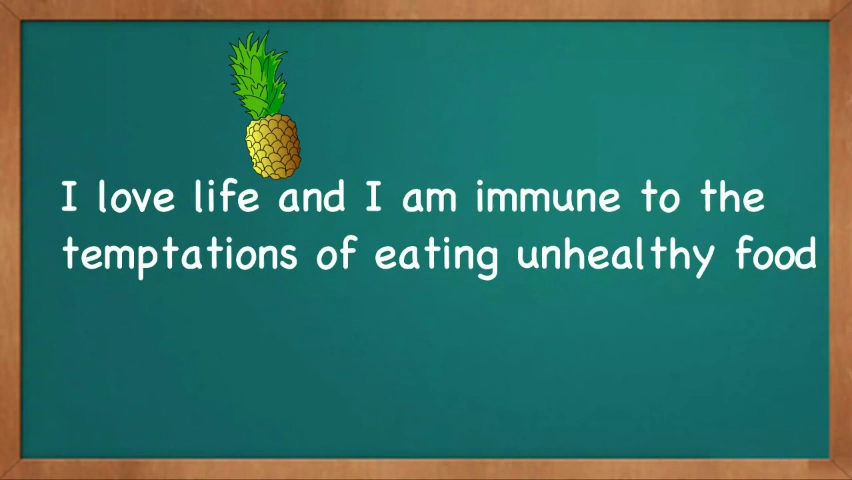 I love life and I am immune to the
temptations of eating unhealthy food